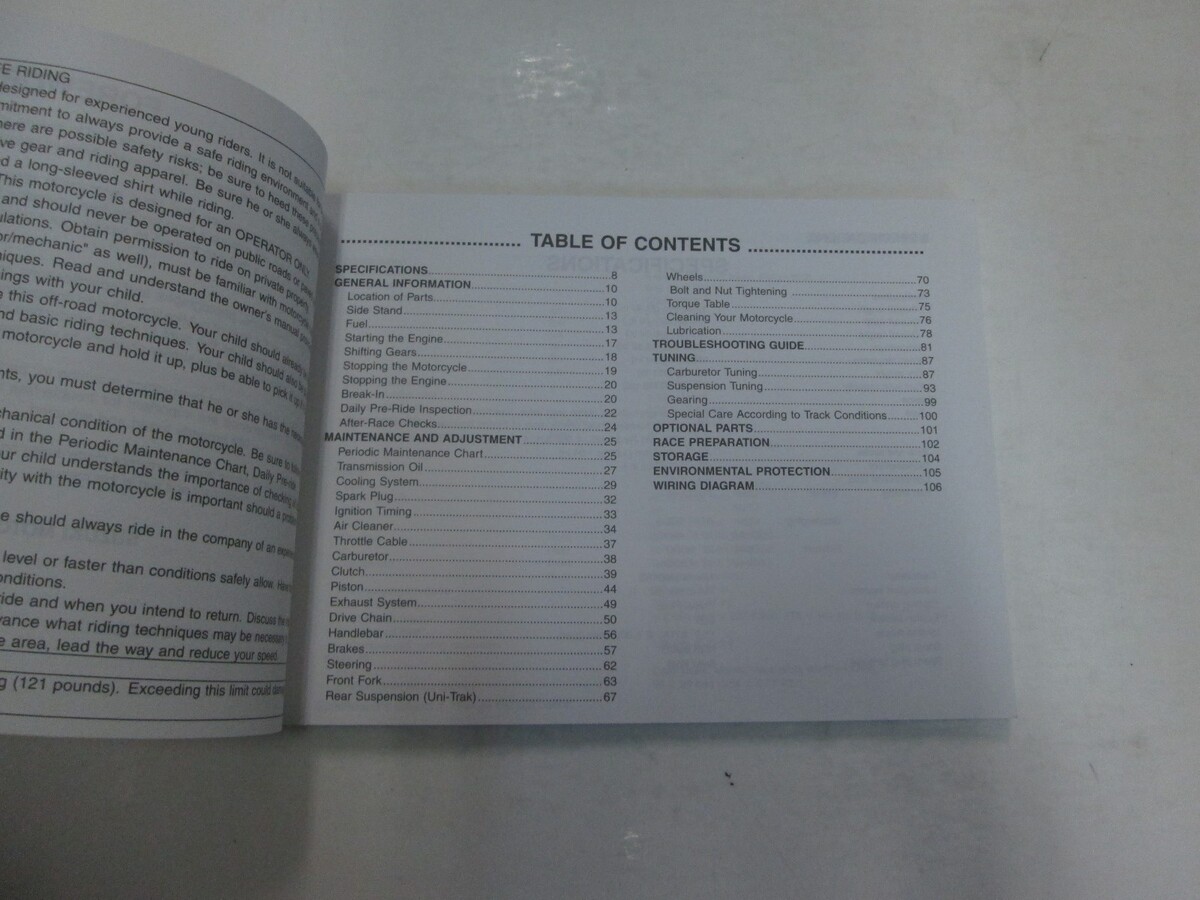 E RIDING
designed for experienced young riders. It is not suitable
mitment to always provide a safe riding environment
here are possible safety risks; be sure to heed these
ve gear and riding apparel. Be sure he or she always
d a long-sleeved shirt while riding.
This motorcycle is designed for an OPERATOR ONLY.
and should never be operated on public roads or
ulations. Obtain permission to ride on private property.
or/mechanic" as well), must be familiar with motorcycle
niques. Read and understand the owner's manual
ings with your child.
e this off-road motorcycle. Your child should already
nd basic riding techniques. Your child should also be
motorcycle and hold it up, plus be able to pick it up
nts, you must determine that he or she has the
chanical condition of the motorcycle. Be sure to
d in the Periodic Maintenance Chart, Daily Pre-ride
ur child understands the importance of checking
ity with the motorcycle is important should a
e should always ride in the company of an
level or faster than conditions safely allow.
onditions.
ride and when you intend to return. Discuss the
vance what riding techniques may be necessary
e area, lead the way and reduce your speed.
g (121 pounds). Exceeding this limit could
TABLE OF CONTENTS
SPECIFICATIONS 8
GENERAL INFORMATION 10
Location of Parts 10
Side Stand 13
Fuel 13
Starting the Engine 17
Shifting Gears 18
Stopping the Motorcycle 19
Stopping the Engine 20
Break-In 20
Daily Pre-Ride Inspection 22
After-Race Checks 24
MAINTENANCE AND ADJUSTMENT 25
Periodic Maintenance Chart 25
Transmission Oil 27
Cooling System 29
Spark Plug 32
Ignition Timing 33
Air Cleaner 34
Throttle Cable 37
Carburetor 38
Clutch 39
Piston 44
Exhaust System 49
Drive Chain 50
Handlebar 56
Brakes 57
Steering 62
Front Fork 63
Rear Suspension (Uni-Trak) 67
Wheels 70
Bolt and Nut Tightening 73
Torque Table 75
Cleaning Your Motorcycle 76
Lubrication 78
TROUBLESHOOTING GUIDE 81
TUNING 87
Carburetor Tuning 87
Suspension Tuning 93
Gearing 99
Special Care According to Track Conditions 100
OPTIONAL PARTS 101
RACE PREPARATION 102
STORAGE 104
ENVIRONMENTAL PROTECTION 105
WIRING DIAGRAM 106